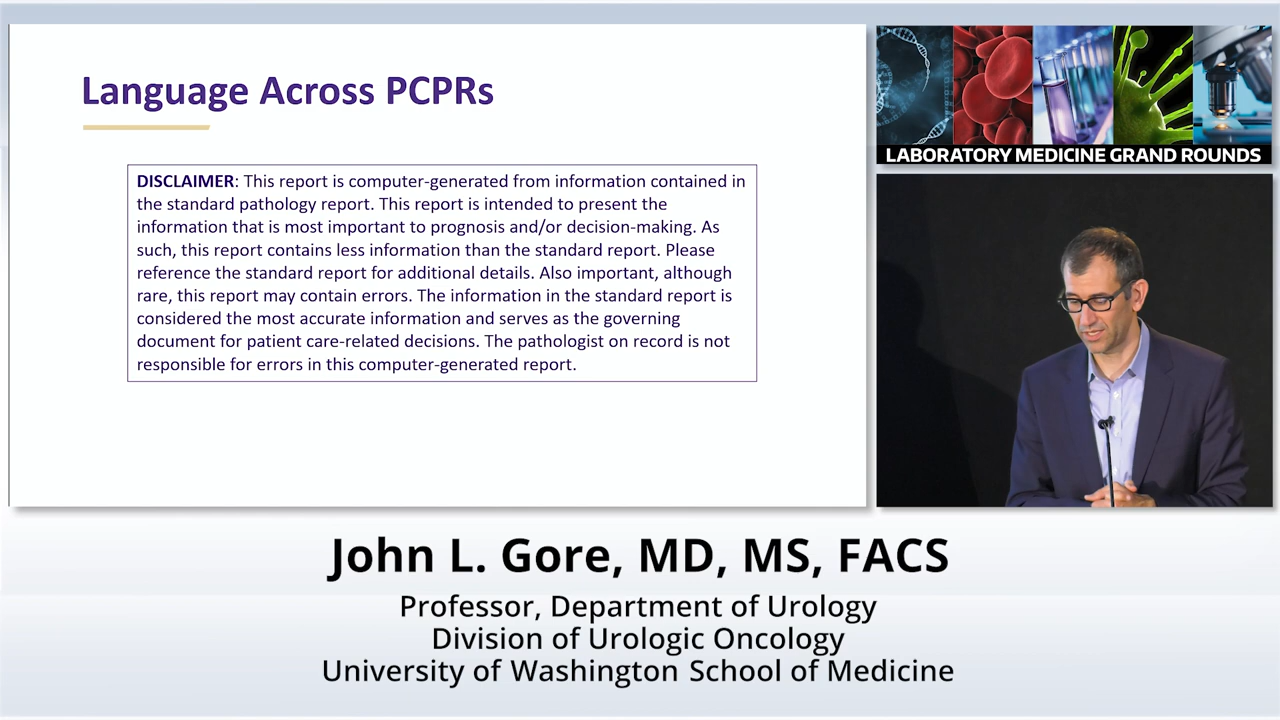 Language Across PCPRs
DISCLAIMER: This report is computer-generated from information contained in
the standard pathology report. This report is intended to present the
information that is most important to prognosis and/or decision-making. As
such, this report contains less information than the standard report. Please
reference the standard report for additional details. Also important, although
rare, this report may contain errors. The information in the standard report is
considered the most accurate information and serves as the governing
document for patient care-related decisions. The pathologist on record is not
responsible for errors in this computer-generated report.
LABORATORY MEDICINE GRAND ROUNDS
John L. Gore, MD, MS, FACS
Professor, Department of Urology
Division of Urologic Oncology
University of Washington School of Medicine